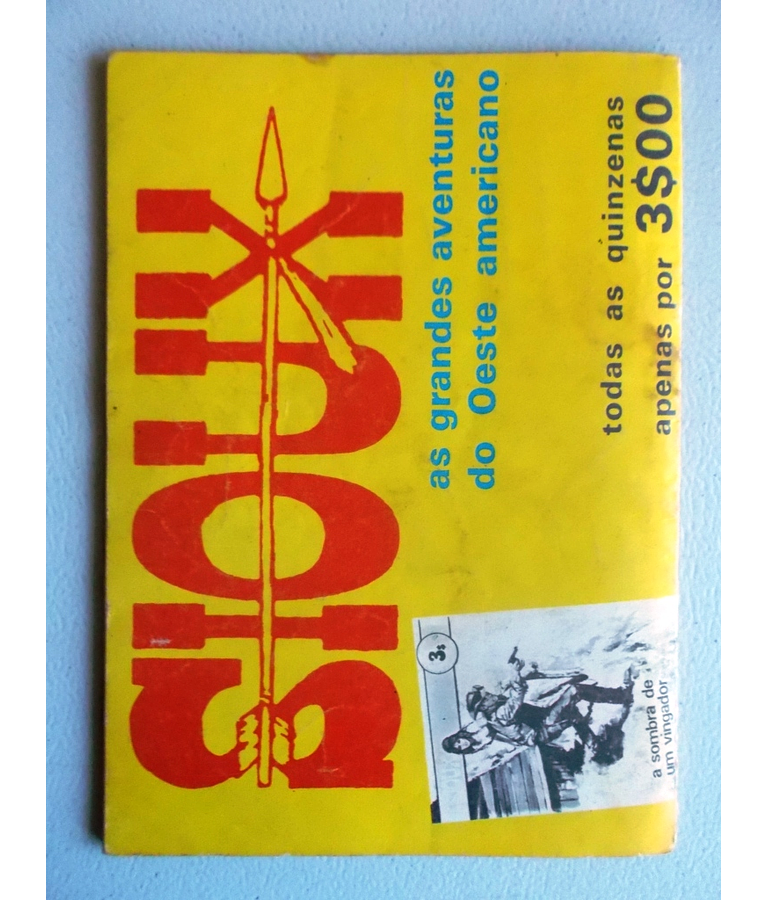 SIOUX
as grandes aventuras
do Oeste americano
todas as quinzenas
apenas por 3$00
3$
a sombra de
um vingador